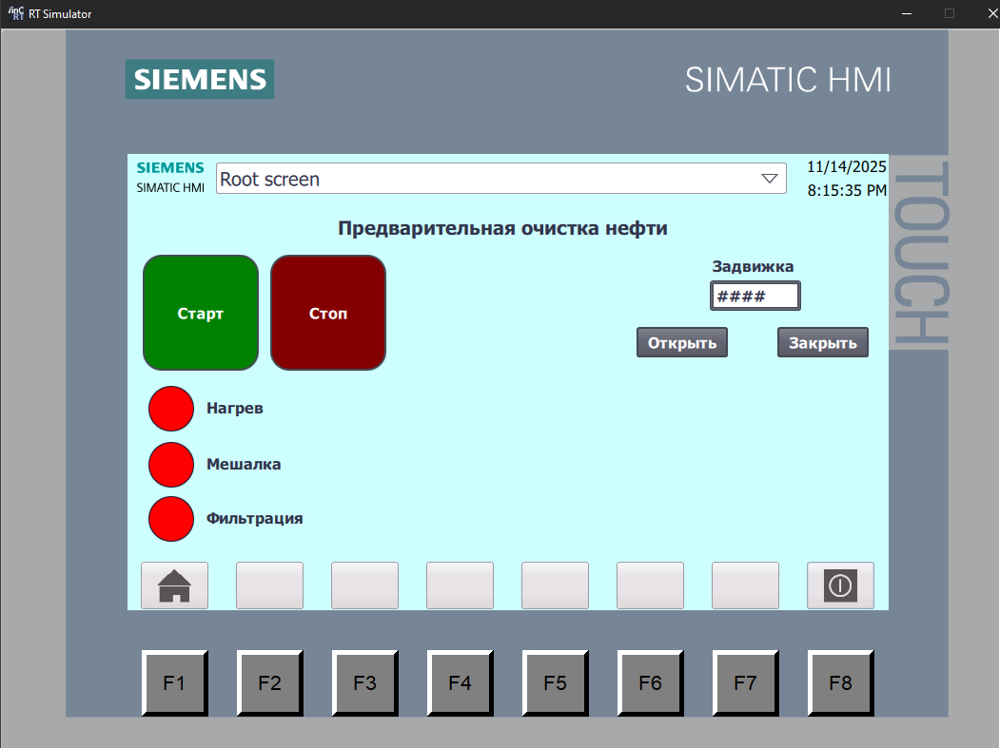 RT Simulator
SIEMENS
SIMATIC HMI
SIEMENS
SIMATIC HMI
Root screen
11/14/2025
8:15:35 PM
TOUCH
Предварительная очистка нефти
Старт
Стоп
Задвижка
####
Открыть
Закрыть
Нагрев
Мешалка
Фильтрация
F1
F2
F3
F4
F5
F6
F7
F8